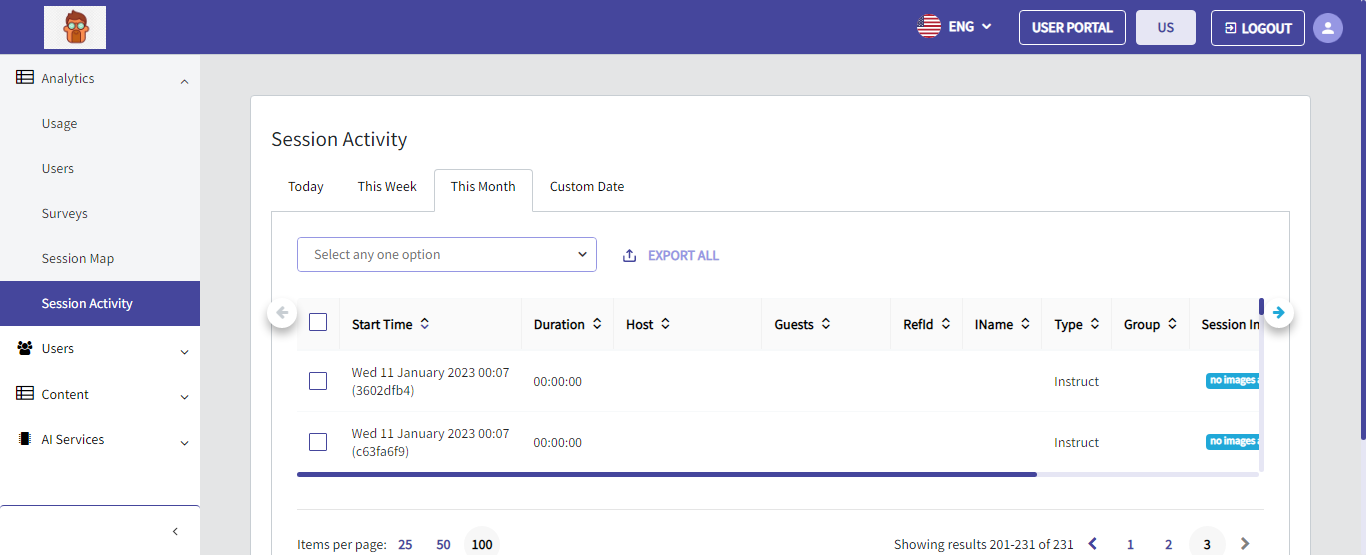 ENG
USER PORTAL
US
LOGOUT
Analytics
Usage
Users
Surveys
Session Map
Session Activity
Users
Content
AI Services
Session Activity
Today
This Week
This Month
Custom Date
Select any one option
EXPORT ALL
Start Time
Duration
Host
Guests
RefId
IName
Type
Group
Session In
Wed 11 January 2023 00:07
(3602dfb4)
00:00:00
Instruct
no images a
Wed 11 January 2023 00:07
(c63fa6f9)
00:00:00
Instruct
no images a
Items per page: 25 50 100
Showing results 201-231 of 231 1 2 3